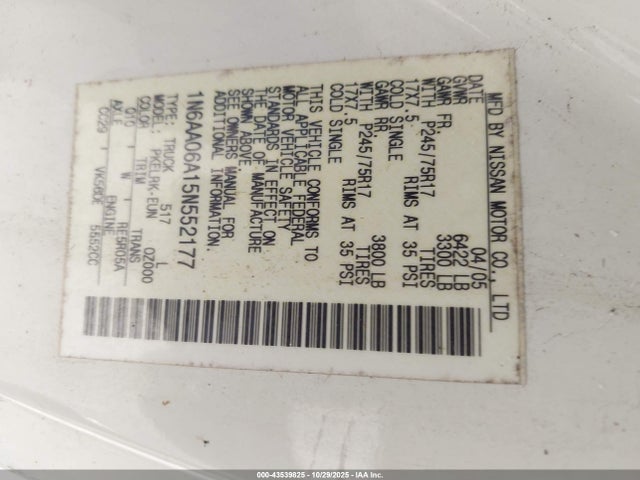 MFD BY NISSAN MOTOR CO., LTD
DATE 04/05
GVWR 6422 LB
GAWR FR. 3300 LB
WITH P245/75R17 TIRES
17X7.5 RIMS AT 35 PSI
COLD SINGLE
GAWR RR 3800 LB
WITH P245/75R17 TIRES
17X7.5 RIMS AT 35 PSI
COLD SINGLE
THIS VEHICLE CONFORMS TO
ALL APPLICABLE FEDERAL
MOTOR VEHICLE SAFETY
STANDARDS IN EFFECT ON
THE DATE OF MANUFACTURE
SHOWN ABOVE.
SEE OWNERS MANUAL FOR
ADDITIONAL INFORMATION.
1N6AA06A15N552177
TYPE: TRUCK 517 L
MODEL: PKELRK-EUN 0Z000
COLOR TRIM TRANS
Q10 W RE5R05A
AXLE ENGINE
CC29 VK56DE 5552CC
000-43539825 - 10/29/2025 - IAA Inc.